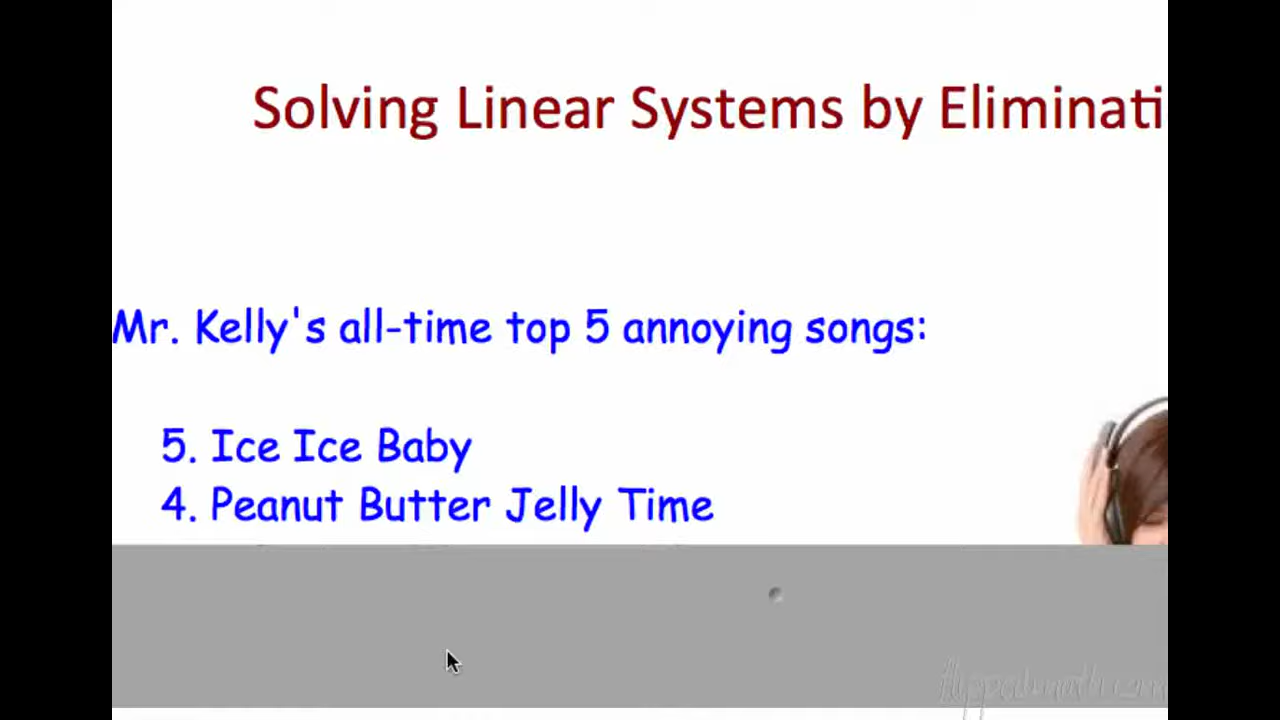 Solving Linear Systems by Eliminati
Mr. Kelly's all-time top 5 annoying songs:
5. Ice Ice Baby
4. Peanut Butter Jelly Time